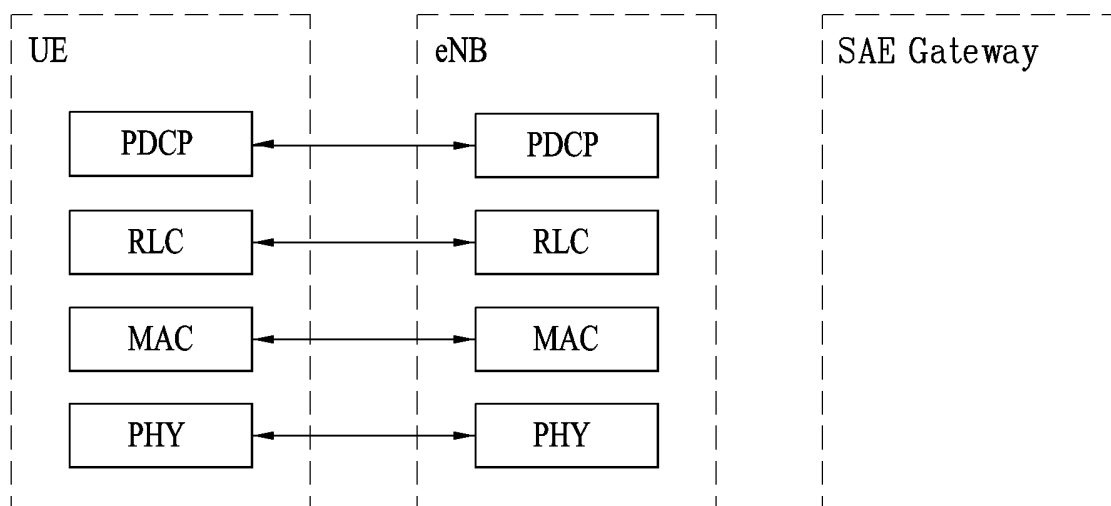 UE
eNB
SAE Gateway
PDCP
PDCP
RLC
RLC
MAC
MAC
PHY
PHY